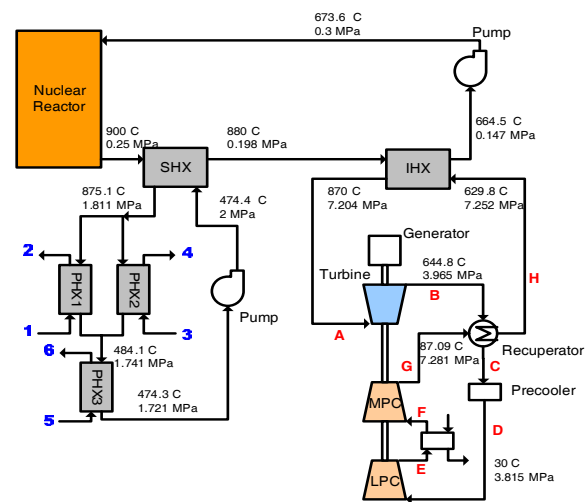 673.6 C
0.3 MPa
Pump
Nuclear
Reactor
664.5 C
0.147 MPa
900 C
0.25 MPa
880 C
0.198 MPa
SHX
IHX
875.1 C
1.811 MPa
474.4 C
2 MPa
870 C
7.204 MPa
629.8 C
7.252 MPa
Generator
2
4
Turbine
644.8 C
3.965 MPa
H
PHX1
PHX2
B
Pump
1
3
A
87.09 C
7.281 MPa
Recuperator
G
C
6
484.1 C
1.741 MPa
PHX3
Precooler
474.3 C
1.721 MPa
MPC
F
D
5
E
LPC
30 C
3.815 MPa